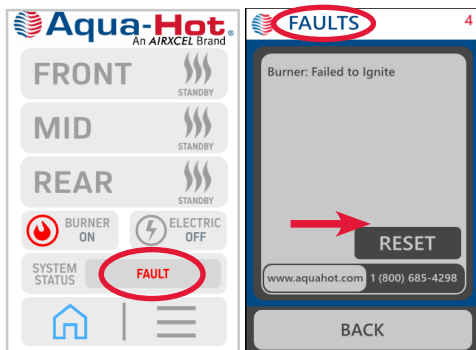 Aqua-Hot®
An AIRXCEL Brand
FRONT
STANDBY
MID
STANDBY
REAR
STANDBY
BURNER
ON
ELECTRIC
OFF
SYSTEM
STATUS
FAULT
FAULTS
4
Burner: Failed to Ignite
RESET
www.aquahot.com 1 (800) 685-4298
BACK